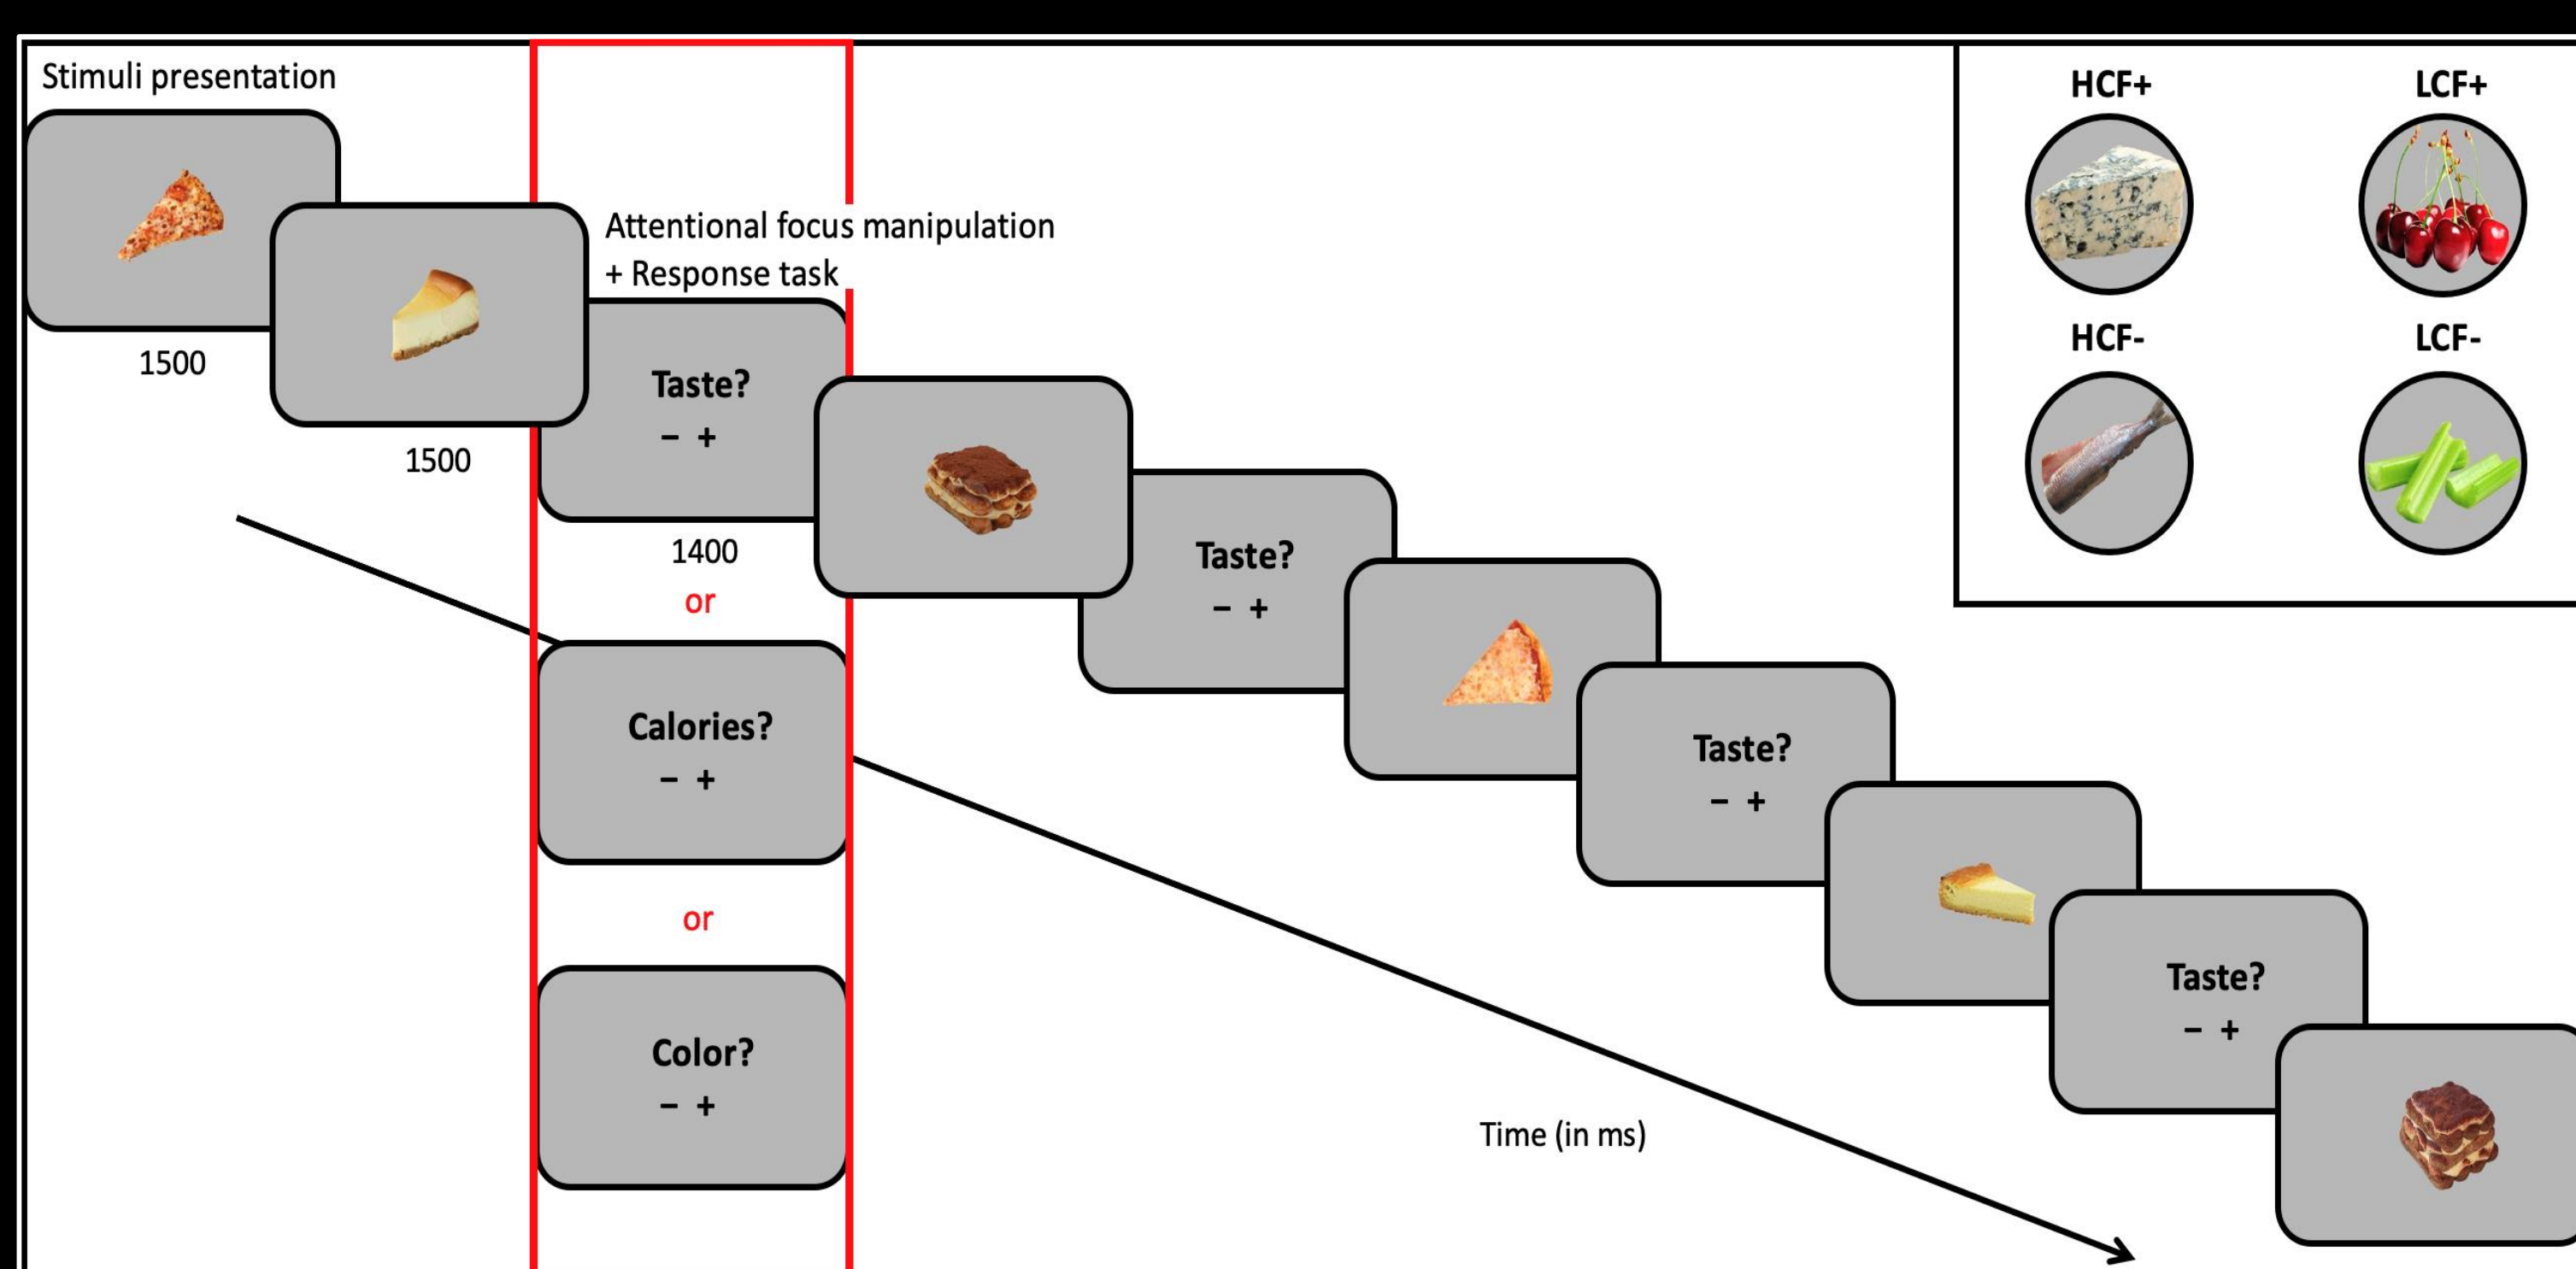 Stimuli presentation
1500
1500
Attentional focus manipulation
+ Response task
Taste?
– +
1400
or
Calories?
– +
or
Color?
– +
Taste?
– +
Taste?
– +
Taste?
– +
Time (in ms)
HCF+ LCF+
HCF- LCF-